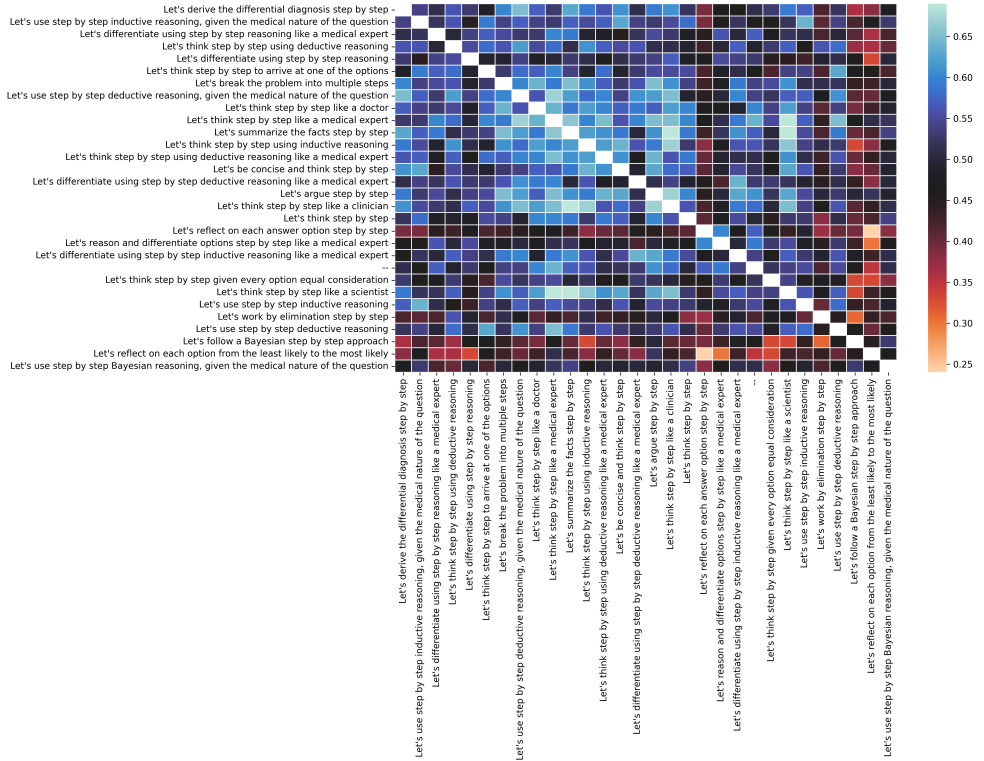 Let's derive the differential diagnosis step by step
Let's use step by step inductive reasoning, given the medical nature of the question
Let's differentiate using step by step reasoning like a medical expert
Let's think step by step using deductive reasoning
Let's differentiate using step by step reasoning
Let's think step by step to arrive at one of the options
Let's break the problem into multiple steps
Let's use step by step deductive reasoning, given the medical nature of the question
Let's think step by step like a doctor
Let's think step by step like a medical expert
Let's summarize the facts step by step
Let's think step by step using inductive reasoning
Let's think step by step using deductive reasoning like a medical expert
Let's be concise and think step by step
Let's differentiate using step by step deductive reasoning like a medical expert
Let's argue step by step
Let's think step by step like a clinician
Let's think step by step
Let's reflect on each answer option step by step
Let's reason and differentiate options step by step like a medical expert
Let's differentiate using step by step inductive reasoning like a medical expert
--
Let's think step by step given every option equal consideration
Let's think step by step like a scientist
Let's use step by step inductive reasoning
Let's work by elimination step by step
Let's use step by step deductive reasoning
Let's follow a Bayesian step by step approach
Let's reflect on each option from the least likely to the most likely
Let's use step by step Bayesian reasoning, given the medical nature of the question
Let's derive the differential diagnosis step by step
Let's use step by step inductive reasoning, given the medical nature of the question
Let's differentiate using step by step reasoning like a medical expert
Let's think step by step using deductive reasoning
Let's differentiate using step by step reasoning
Let's think step by step to arrive at one of the options
Let's break the problem into multiple steps
Let's use step by step deductive reasoning, given the medical nature of the question
Let's think step by step like a doctor
Let's think step by step like a medical expert
Let's summarize the facts step by step
Let's think step by step using inductive reasoning
Let's think step by step using deductive reasoning like a medical expert
Let's be concise and think step by step
Let's differentiate using step by step deductive reasoning like a medical expert
Let's argue step by step
Let's think step by step like a clinician
Let's think step by step
Let's reflect on each answer option step by step
Let's reason and differentiate options step by step like a medical expert
Let's differentiate using step by step inductive reasoning like a medical expert
--
Let's think step by step given every option equal consideration
Let's think step by step like a scientist
Let's use step by step inductive reasoning
Let's work by elimination step by step
Let's use step by step deductive reasoning
Let's follow a Bayesian step by step approach
Let's reflect on each option from the least likely to the most likely
Let's use step by step Bayesian reasoning, given the medical nature of the question
0.65
0.60
0.55
0.50
0.45
0.40
0.35
0.30
0.25